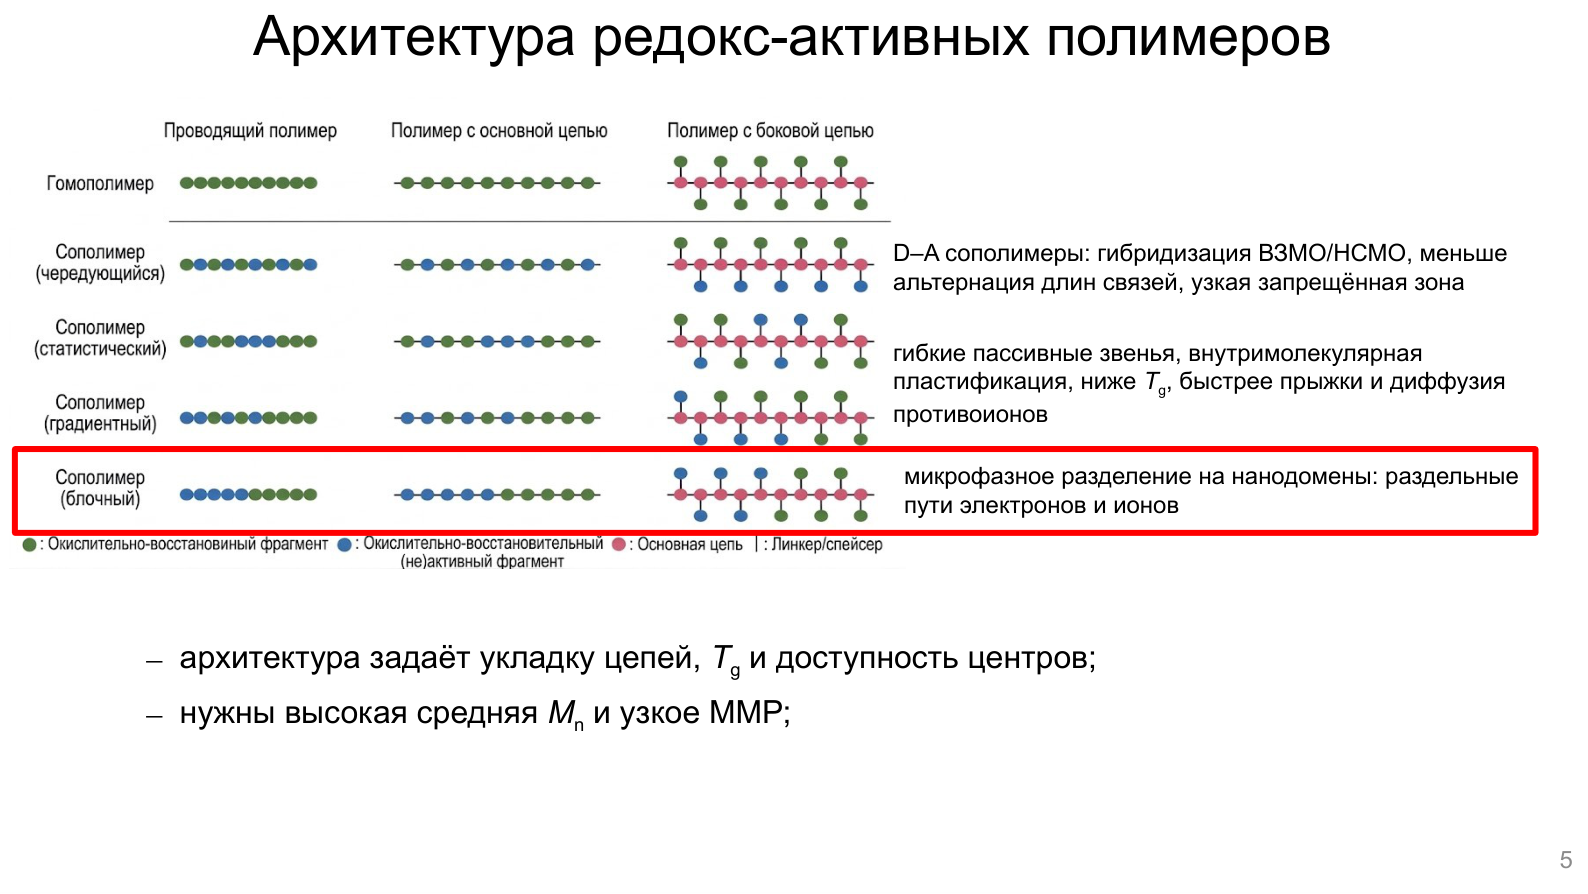 Архитектура редокс-активных полимеров
Проводящий полимер
Полимер с основной цепью
Полимер с боковой цепью
Гомополимер
Сополимер
(чередующийся)
D–A сополимеры: гибридизация ВЗМО/НСМО, меньше
альтернация длин связей, узкая запрещённая зона
Сополимер
(статистический)
гибкие пассивные звенья, внутримолекулярная
пластификация, ниже Tg, быстрее прыжки и диффузия
противоионов
Сополимер
(градиентный)
Сополимер
(блочный)
микрофазное разделение на нанодомены: раздельные
пути электронов и ионов
: Окислительно-восстановиный фрагмент
: Окислительно-восстановительный
(не)активный фрагмент
: Основная цепь
: Линкер/спейсер
– архитектура задаёт укладку цепей, Tg и доступность центров;
– нужны высокая средняя Mn и узкое ММР;
5